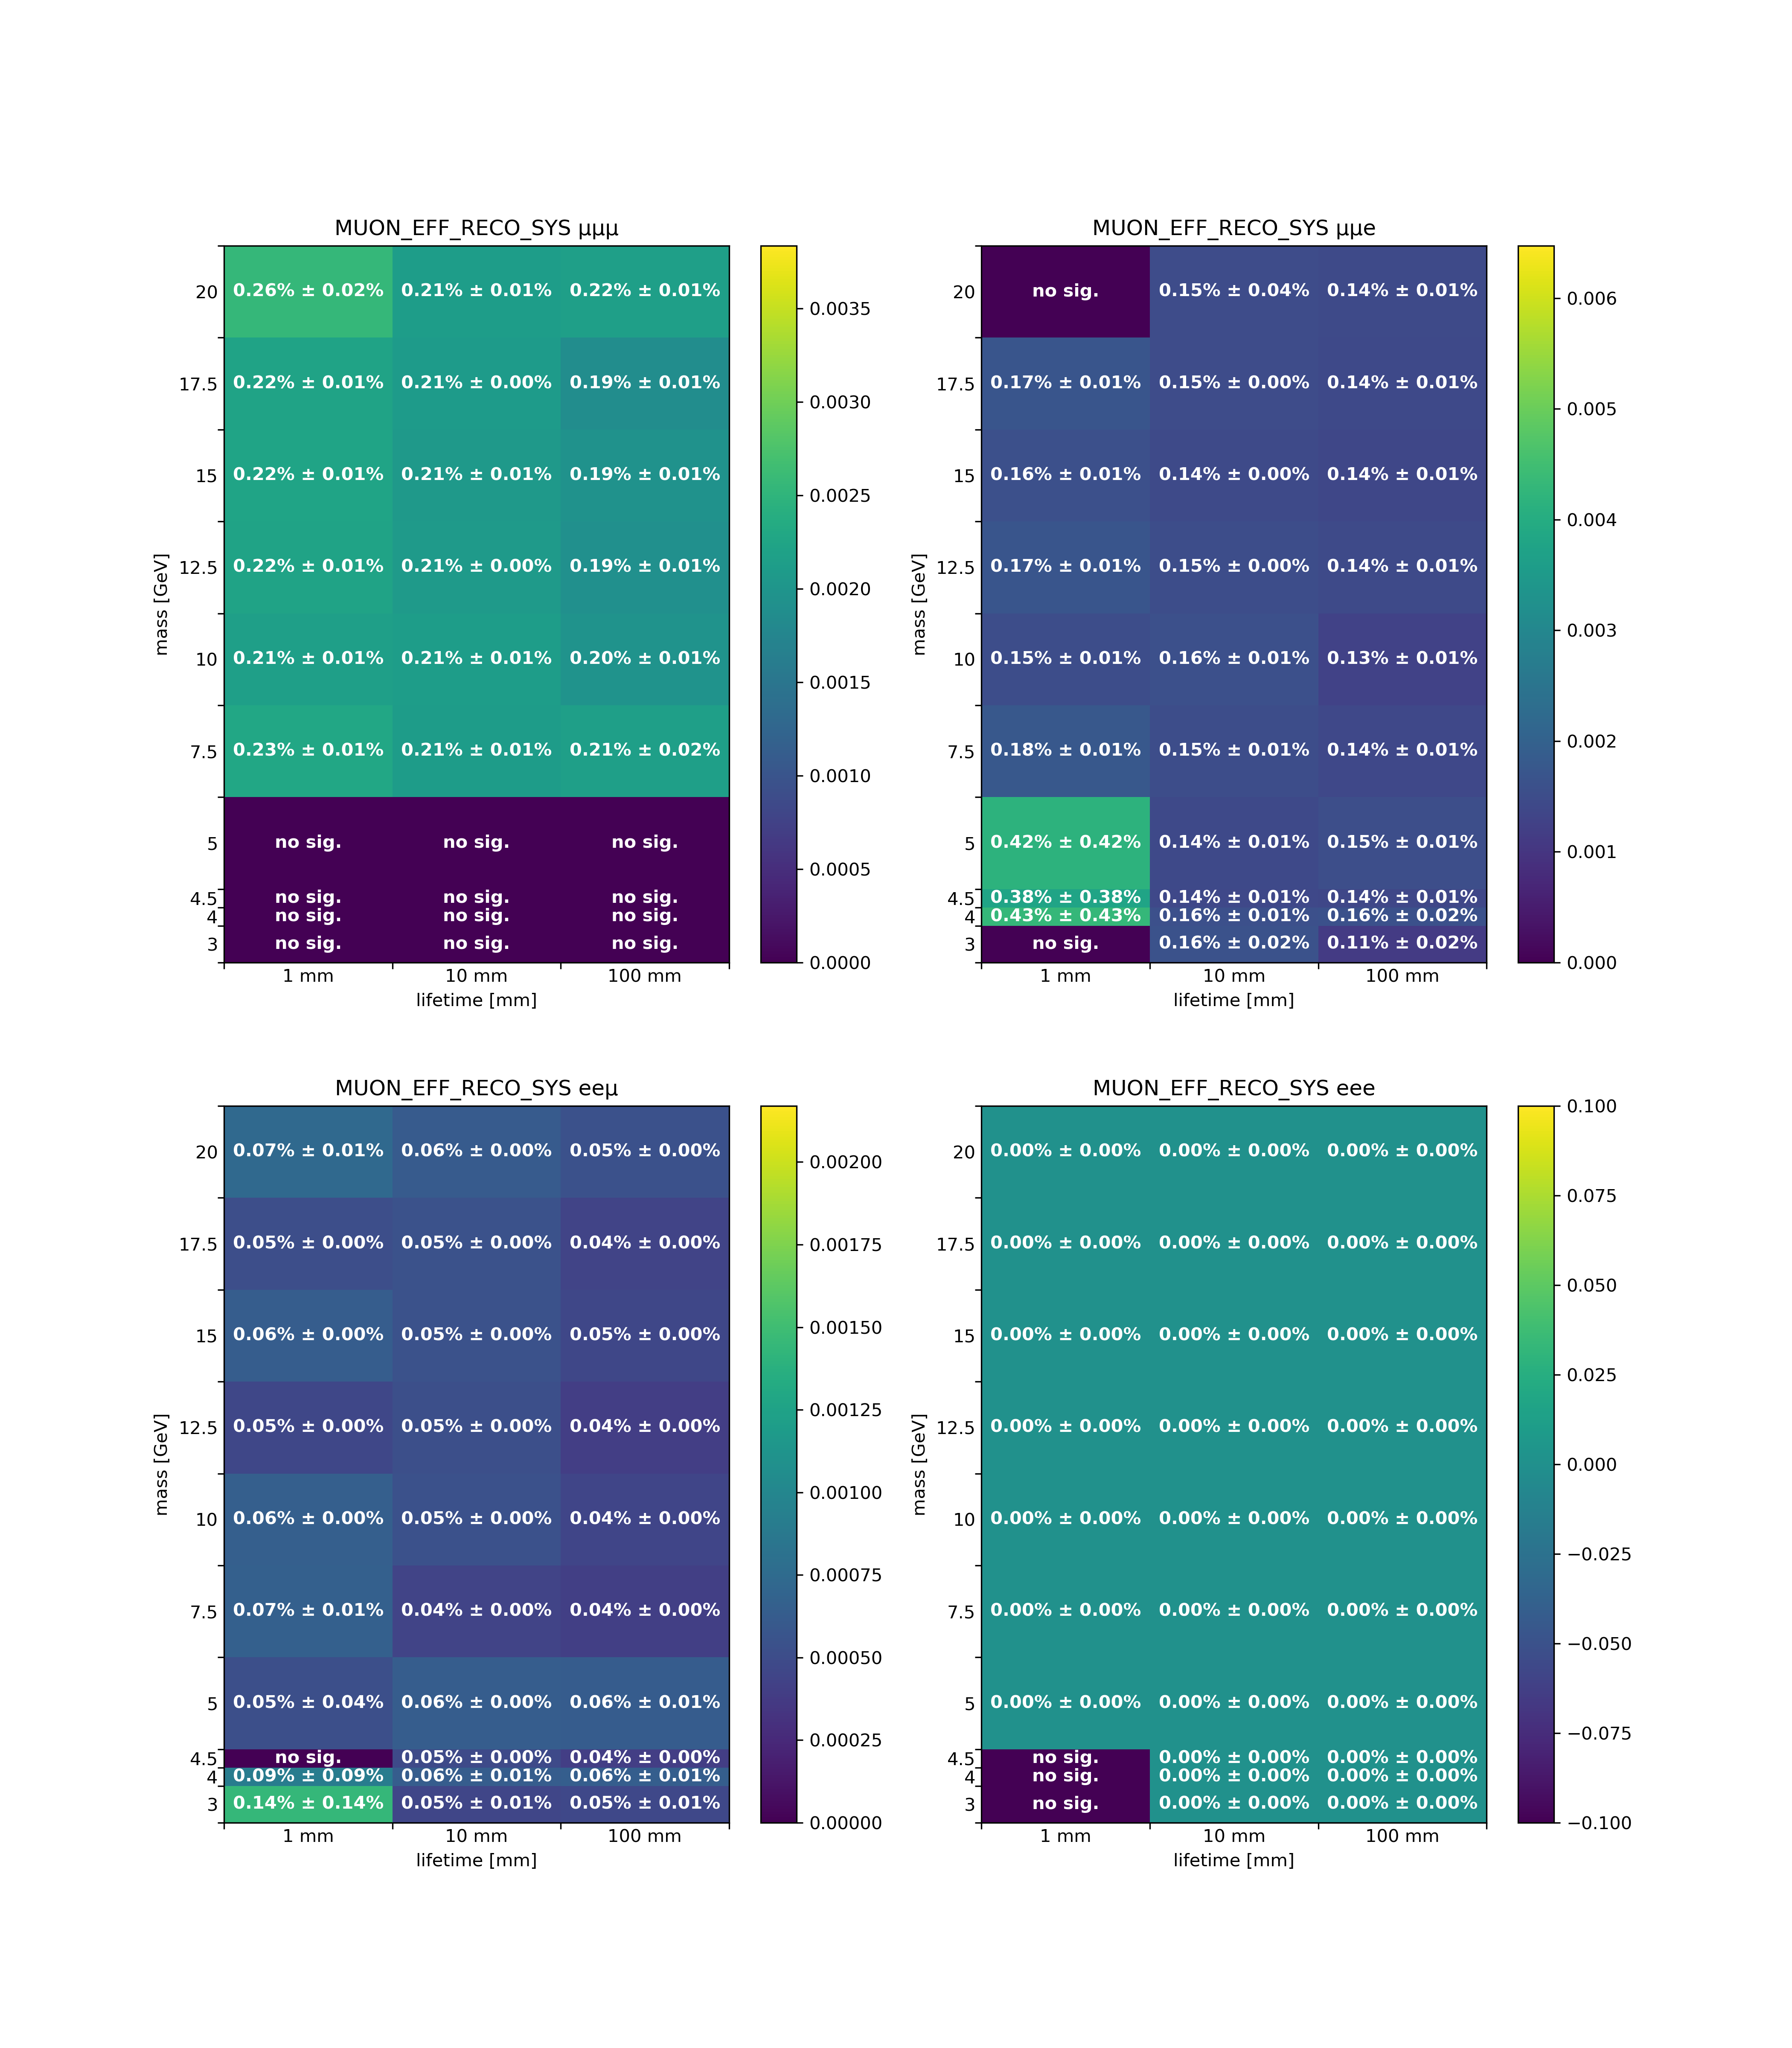 MUON_EFF_RECO_SYS μμμ
20 0.26% ± 0.02% 0.21% ± 0.01% 0.22% ± 0.01%
17.5 0.22% ± 0.01% 0.21% ± 0.00% 0.19% ± 0.01%
15 0.22% ± 0.01% 0.21% ± 0.01% 0.19% ± 0.01%
12.5 0.22% ± 0.01% 0.21% ± 0.00% 0.19% ± 0.01%
10 0.21% ± 0.01% 0.21% ± 0.01% 0.20% ± 0.01%
7.5 0.23% ± 0.01% 0.21% ± 0.01% 0.21% ± 0.02%
5 no sig. no sig. no sig.
4.5 no sig. no sig. no sig.
4 no sig. no sig. no sig.
3 no sig. no sig. no sig.
1 mm 10 mm 100 mm
lifetime [mm]
mass [GeV]
0.0035
0.0030
0.0025
0.0020
0.0015
0.0010
0.0005
0.0000
MUON_EFF_RECO_SYS μμe
20 no sig. 0.15% ± 0.04% 0.14% ± 0.01%
17.5 0.17% ± 0.01% 0.15% ± 0.00% 0.14% ± 0.01%
15 0.16% ± 0.01% 0.14% ± 0.00% 0.14% ± 0.01%
12.5 0.17% ± 0.01% 0.15% ± 0.00% 0.14% ± 0.01%
10 0.15% ± 0.01% 0.16% ± 0.01% 0.13% ± 0.01%
7.5 0.18% ± 0.01% 0.15% ± 0.01% 0.14% ± 0.01%
5 0.42% ± 0.42% 0.14% ± 0.01% 0.15% ± 0.01%
4.5 0.38% ± 0.38% 0.14% ± 0.01% 0.14% ± 0.01%
4 0.43% ± 0.43% 0.16% ± 0.01% 0.16% ± 0.02%
3 no sig. 0.16% ± 0.02% 0.11% ± 0.02%
1 mm 10 mm 100 mm
lifetime [mm]
mass [GeV]
0.006
0.005
0.004
0.003
0.002
0.001
0.000
MUON_EFF_RECO_SYS eeμ
20 0.07% ± 0.01% 0.06% ± 0.00% 0.05% ± 0.00%
17.5 0.05% ± 0.00% 0.05% ± 0.00% 0.04% ± 0.00%
15 0.06% ± 0.00% 0.05% ± 0.00% 0.05% ± 0.00%
12.5 0.05% ± 0.00% 0.05% ± 0.00% 0.04% ± 0.00%
10 0.06% ± 0.00% 0.05% ± 0.00% 0.04% ± 0.00%
7.5 0.07% ± 0.01% 0.04% ± 0.00% 0.04% ± 0.00%
5 0.05% ± 0.04% 0.06% ± 0.00% 0.06% ± 0.01%
4.5 no sig. 0.05% ± 0.00% 0.04% ± 0.00%
4 0.09% ± 0.09% 0.06% ± 0.01% 0.06% ± 0.01%
3 0.14% ± 0.14% 0.05% ± 0.01% 0.05% ± 0.01%
1 mm 10 mm 100 mm
lifetime [mm]
mass [GeV]
0.00200
0.00175
0.00150
0.00125
0.00100
0.00075
0.00050
0.00025
0.00000
MUON_EFF_RECO_SYS eee
20 0.00% ± 0.00% 0.00% ± 0.00% 0.00% ± 0.00%
17.5 0.00% ± 0.00% 0.00% ± 0.00% 0.00% ± 0.00%
15 0.00% ± 0.00% 0.00% ± 0.00% 0.00% ± 0.00%
12.5 0.00% ± 0.00% 0.00% ± 0.00% 0.00% ± 0.00%
10 0.00% ± 0.00% 0.00% ± 0.00% 0.00% ± 0.00%
7.5 0.00% ± 0.00% 0.00% ± 0.00% 0.00% ± 0.00%
5 0.00% ± 0.00% 0.00% ± 0.00% 0.00% ± 0.00%
4.5 no sig. 0.00% ± 0.00% 0.00% ± 0.00%
4 no sig. 0.00% ± 0.00% 0.00% ± 0.00%
3 no sig. 0.00% ± 0.00% 0.00% ± 0.00%
1 mm 10 mm 100 mm
lifetime [mm]
mass [GeV]
0.100
0.075
0.050
0.025
0.000
−0.025
−0.050
−0.075
−0.100